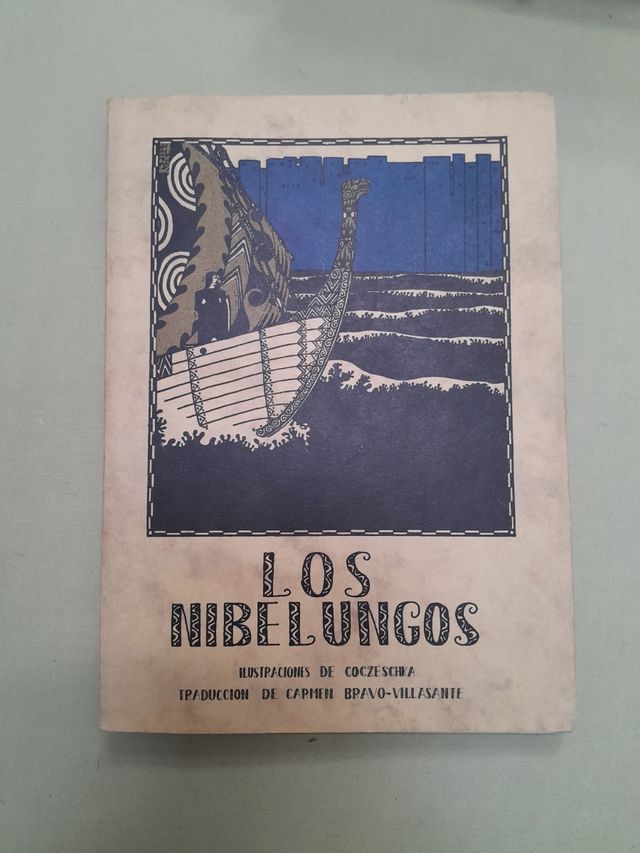 LOS
NIBELUNGOS
ILUSTRACIONES DE COCZESCHKA
TRADUCCION DE CARMEN BRAVO-VILLASANTE